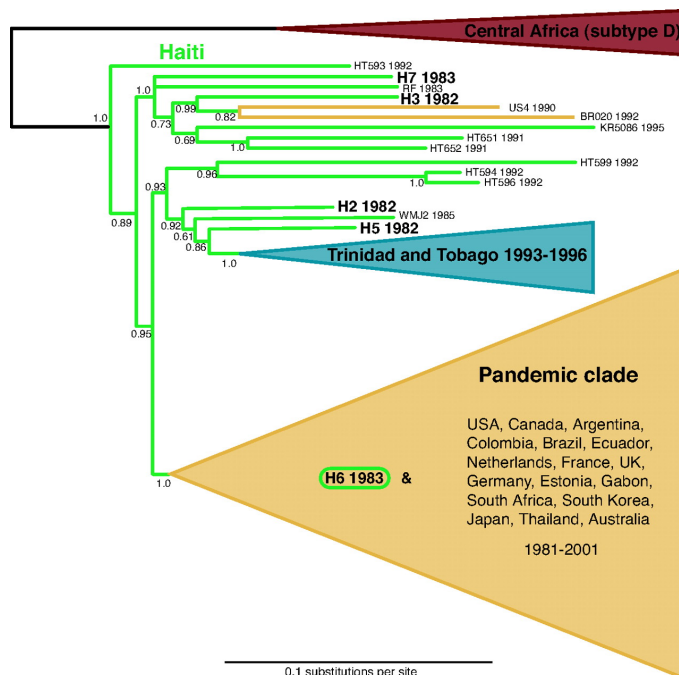 Central Africa (subtype D)
Haiti
HT593 1992
H7 1983
RF 1983
1.0
H3 1982
0.99
US4 1990
0.82
BR020 1992
1.0
0.73
KR5086 1995
HT651 1991
0.69
1.0
HT652 1991
HT599 1992
0.96
HT594 1992
0.93
1.0
HT596 1992
H2 1982
WMJ2 1985
0.89
0.92
H5 1982
0.61
0.86
Trinidad and Tobago 1993-1996
1.0
0.95
Pandemic clade
USA, Canada, Argentina,
Colombia, Brazil, Ecuador,
Netherlands, France, UK,
Germany, Estonia, Gabon,
South Africa, South Korea,
Japan, Thailand, Australia
1981-2001
H6 1983 &
1.0
0.1 substitutions per site